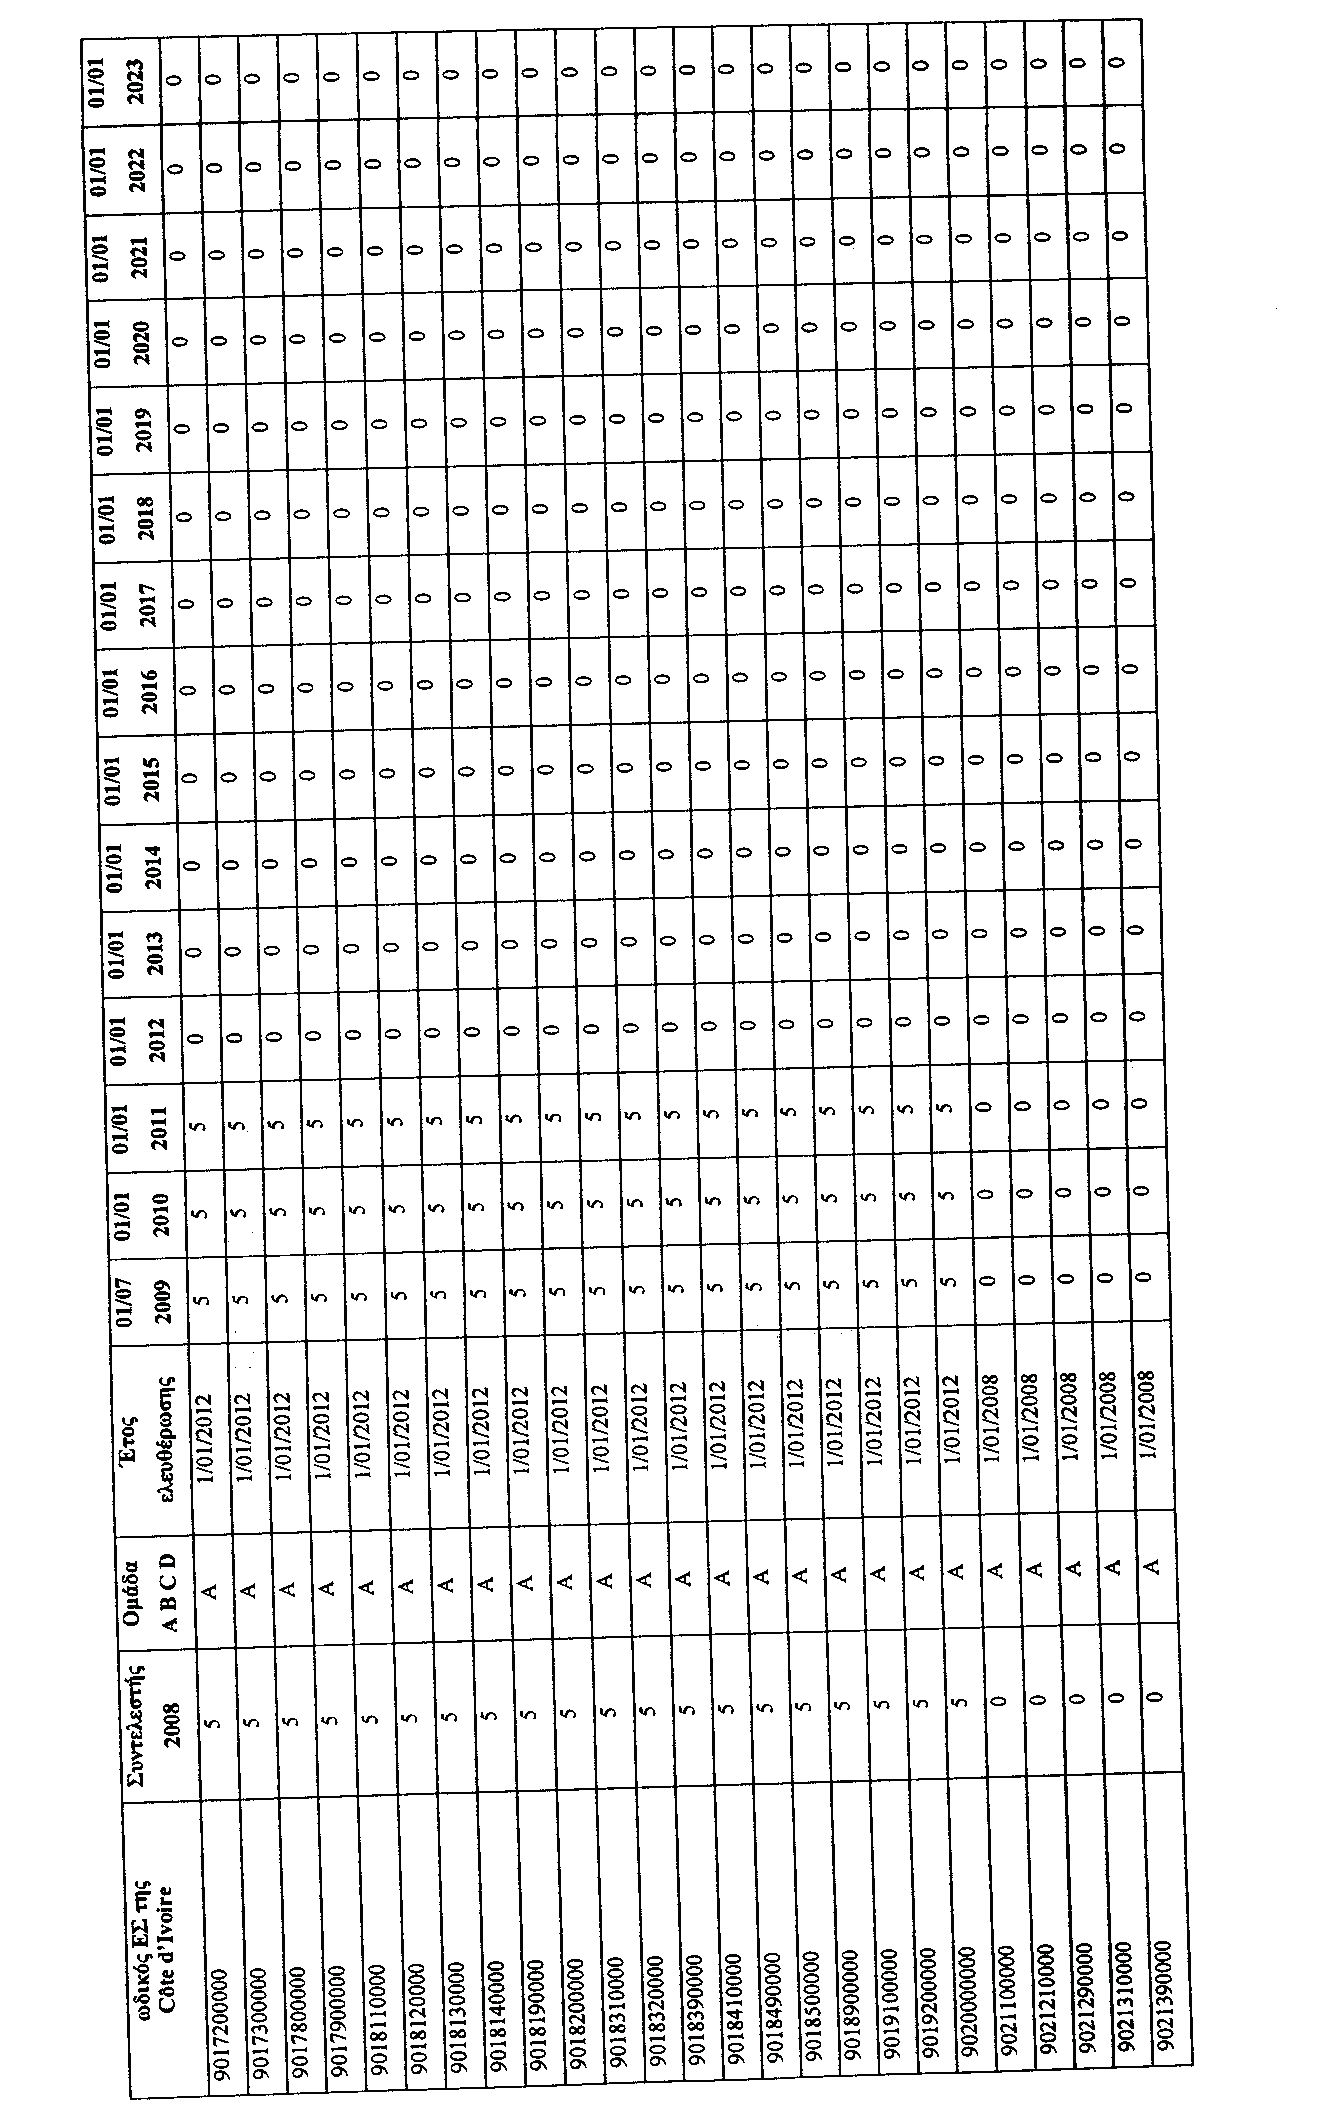 ωδικός ΕΣ της Côte d'Ivoire | Συντελεστής 2008 | Ομάδα A B C D | Έτος ελευθέρωσης | 01/07 2009 | 01/01 2010 | 01/01 2011 | 01/01 2012 | 01/01 2013 | 01/01 2014 | 01/01 2015 | 01/01 2016 | 01/01 2017 | 01/01 2018 | 01/01 2019 | 01/01 2020 | 01/01 2021 | 01/01 2022 | 01/01 2023
9017200000 | 5 | A | 1/01/2012 | 5 | 5 | 5 | 0 | 0 | 0 | 0 | 0 | 0 | 0 | 0 | 0 | 0 | 0 | 0
9017300000 | 5 | A | 1/01/2012 | 5 | 5 | 5 | 0 | 0 | 0 | 0 | 0 | 0 | 0 | 0 | 0 | 0 | 0 | 0
9017800000 | 5 | A | 1/01/2012 | 5 | 5 | 5 | 0 | 0 | 0 | 0 | 0 | 0 | 0 | 0 | 0 | 0 | 0 | 0
9017900000 | 5 | A | 1/01/2012 | 5 | 5 | 5 | 0 | 0 | 0 | 0 | 0 | 0 | 0 | 0 | 0 | 0 | 0 | 0
9018110000 | 5 | A | 1/01/2012 | 5 | 5 | 5 | 0 | 0 | 0 | 0 | 0 | 0 | 0 | 0 | 0 | 0 | 0 | 0
9018120000 | 5 | A | 1/01/2012 | 5 | 5 | 5 | 0 | 0 | 0 | 0 | 0 | 0 | 0 | 0 | 0 | 0 | 0 | 0
9018130000 | 5 | A | 1/01/2012 | 5 | 5 | 5 | 0 | 0 | 0 | 0 | 0 | 0 | 0 | 0 | 0 | 0 | 0 | 0
9018140000 | 5 | A | 1/01/2012 | 5 | 5 | 5 | 0 | 0 | 0 | 0 | 0 | 0 | 0 | 0 | 0 | 0 | 0 | 0
9018190000 | 5 | A | 1/01/2012 | 5 | 5 | 5 | 0 | 0 | 0 | 0 | 0 | 0 | 0 | 0 | 0 | 0 | 0 | 0
9018200000 | 5 | A | 1/01/2012 | 5 | 5 | 5 | 0 | 0 | 0 | 0 | 0 | 0 | 0 | 0 | 0 | 0 | 0 | 0
9018310000 | 5 | A | 1/01/2012 | 5 | 5 | 5 | 0 | 0 | 0 | 0 | 0 | 0 | 0 | 0 | 0 | 0 | 0 | 0
9018320000 | 5 | A | 1/01/2012 | 5 | 5 | 5 | 0 | 0 | 0 | 0 | 0 | 0 | 0 | 0 | 0 | 0 | 0 | 0
9018390000 | 5 | A | 1/01/2012 | 5 | 5 | 5 | 0 | 0 | 0 | 0 | 0 | 0 | 0 | 0 | 0 | 0 | 0 | 0
9018410000 | 5 | A | 1/01/2012 | 5 | 5 | 5 | 0 | 0 | 0 | 0 | 0 | 0 | 0 | 0 | 0 | 0 | 0 | 0
9018490000 | 5 | A | 1/01/2012 | 5 | 5 | 5 | 0 | 0 | 0 | 0 | 0 | 0 | 0 | 0 | 0 | 0 | 0 | 0
9018500000 | 5 | A | 1/01/2012 | 5 | 5 | 5 | 0 | 0 | 0 | 0 | 0 | 0 | 0 | 0 | 0 | 0 | 0 | 0
9018900000 | 5 | A | 1/01/2012 | 5 | 5 | 5 | 0 | 0 | 0 | 0 | 0 | 0 | 0 | 0 | 0 | 0 | 0 | 0
9019100000 | 5 | A | 1/01/2012 | 5 | 5 | 5 | 0 | 0 | 0 | 0 | 0 | 0 | 0 | 0 | 0 | 0 | 0 | 0
9019200000 | 5 | A | 1/01/2012 | 5 | 5 | 5 | 0 | 0 | 0 | 0 | 0 | 0 | 0 | 0 | 0 | 0 | 0 | 0
9020000000 | 5 | A | 1/01/2012 | 5 | 5 | 5 | 0 | 0 | 0 | 0 | 0 | 0 | 0 | 0 | 0 | 0 | 0 | 0
9021100000 | 0 | A | 1/01/2008 | 0 | 0 | 0 | 0 | 0 | 0 | 0 | 0 | 0 | 0 | 0 | 0 | 0 | 0 | 0
9021210000 | 0 | A | 1/01/2008 | 0 | 0 | 0 | 0 | 0 | 0 | 0 | 0 | 0 | 0 | 0 | 0 | 0 | 0 | 0
9021290000 | 0 | A | 1/01/2008 | 0 | 0 | 0 | 0 | 0 | 0 | 0 | 0 | 0 | 0 | 0 | 0 | 0 | 0 | 0
9021310000 | 0 | A | 1/01/2008 | 0 | 0 | 0 | 0 | 0 | 0 | 0 | 0 | 0 | 0 | 0 | 0 | 0 | 0 | 0
9021390000 | 0 | A | 1/01/2008 | 0 | 0 | 0 | 0 | 0 | 0 | 0 | 0 | 0 | 0 | 0 | 0 | 0 | 0 | 0